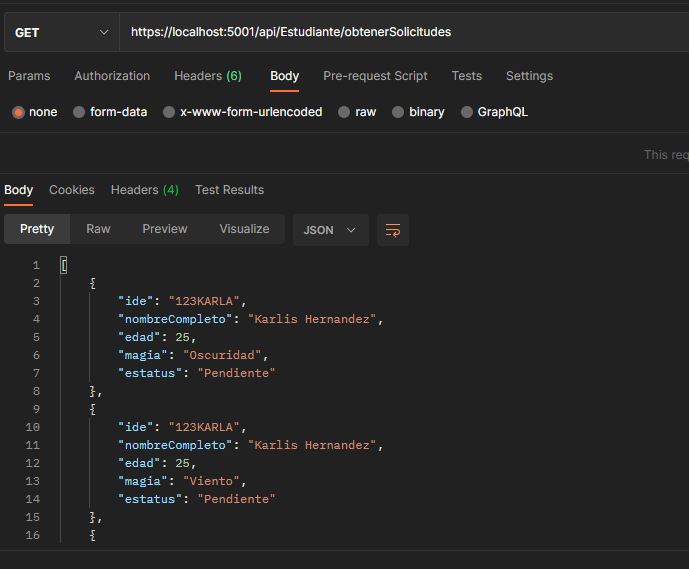 GET https://localhost:5001/api/Estudiante/obtenerSolicitudes
Params Authorization Headers (6) Body Pre-request Script Tests Settings
none form-data x-www-form-urlencoded raw binary GraphQL
This req
Body Cookies Headers (4) Test Results
Pretty Raw Preview Visualize JSON
1 [
2 {
3 "ide": "123KARLA",
4 "nombreCompleto": "Karlis Hernandez",
5 "edad": 25,
6 "magia": "Oscuridad",
7 "estatus": "Pendiente"
8 },
9 {
10 "ide": "123KARLA",
11 "nombreCompleto": "Karlis Hernandez",
12 "edad": 25,
13 "magia": "Viento",
14 "estatus": "Pendiente"
15 },
16 {